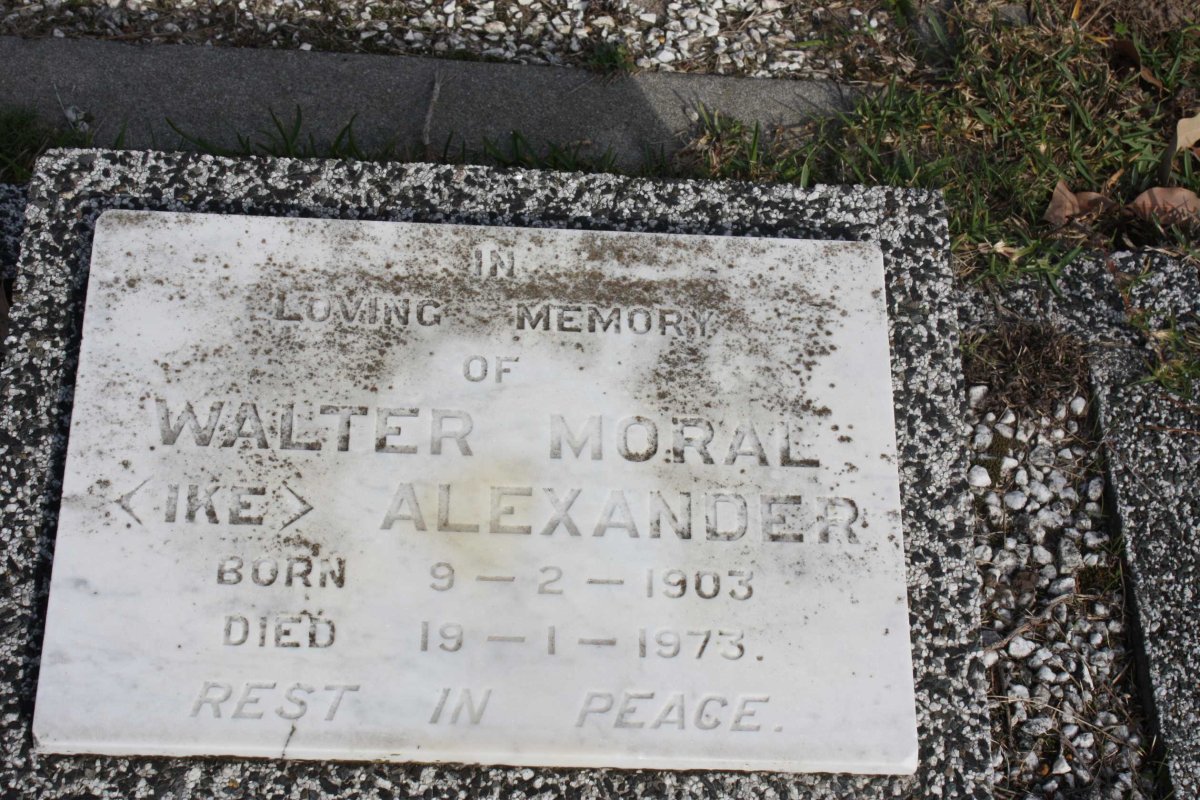 IN
LOVING MEMORY
OF
WALTER MORAL
<IKE> ALEXANDER
BORN 9-2-1903
DIED 19-1-1973.
REST IN PEACE.